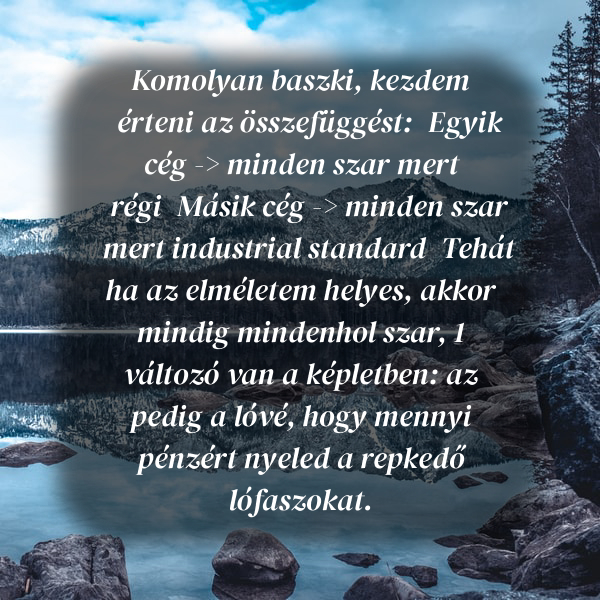 Komolyan baszki, kezdem
érteni az összefüggést:  Egyik
cég -> minden szar mert
régi  Másik cég -> minden szar
mert industrial standard  Tehát
ha az elméletem helyes, akkor
mindig mindenhol szar, 1
változó van a képletben: az
pedig a lóvé, hogy mennyi
pénzért nyeled a repkedő
lófaszokat.